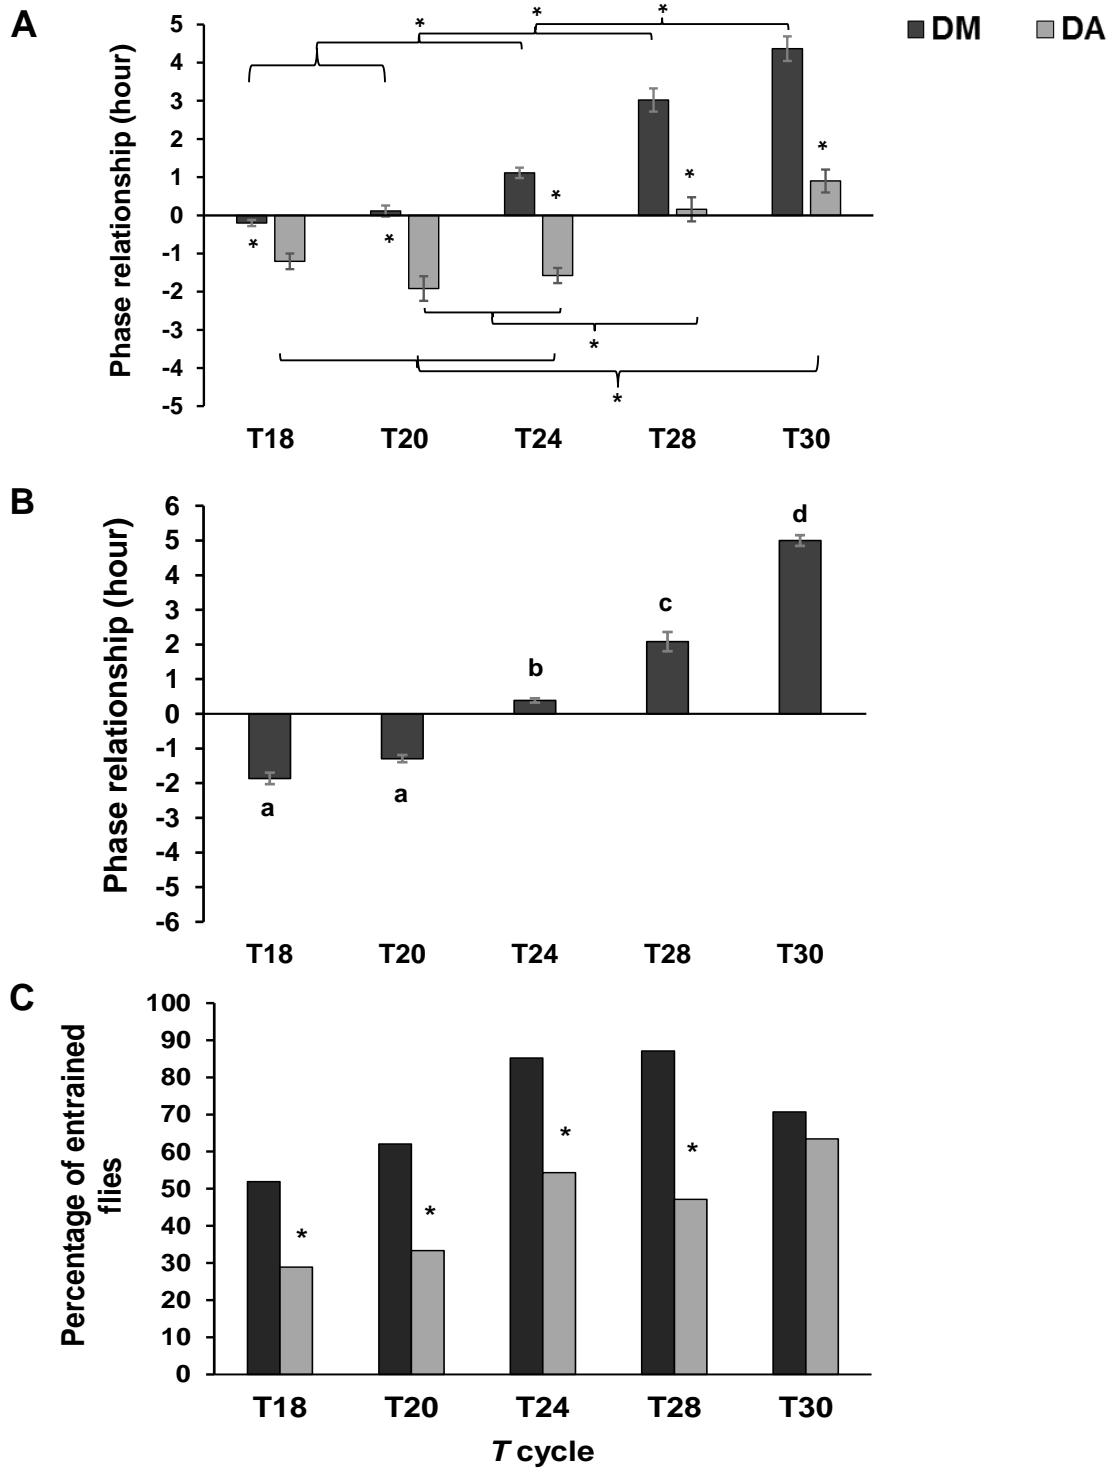 A
DM DA
Phase relationship (hour)
5
4
3
2
1
0
-1
-2
-3
-4
-5
* * *
* * * * *
*
*
T18 T20 T24 T28 T30
B
Phase relationship (hour)
6
5
4
3
2
1
0
-1
-2
-3
-4
-5
-6
a a b c d
T18 T20 T24 T28 T30
C
Percentage of entrained
flies
100
90
80
70
60
50
40
30
20
10
0
* * * *
T18 T20 T24 T28 T30
T cycle